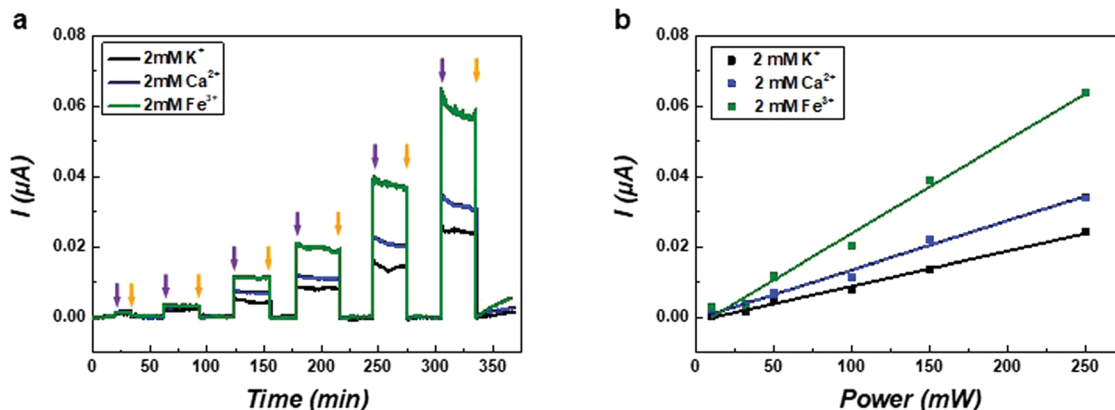 a
I (μA)
0.08
0.06
0.04
0.02
0.00
2mM K⁺
2mM Ca²⁺
2mM Fe³⁺
0 50 100 150 200 250 300 350
Time (min)
b
I (μA)
0.08
0.06
0.04
0.02
0.00
2 mM K⁺
2 mM Ca²⁺
2 mM Fe³⁺
0 50 100 150 200 250
Power (mW)